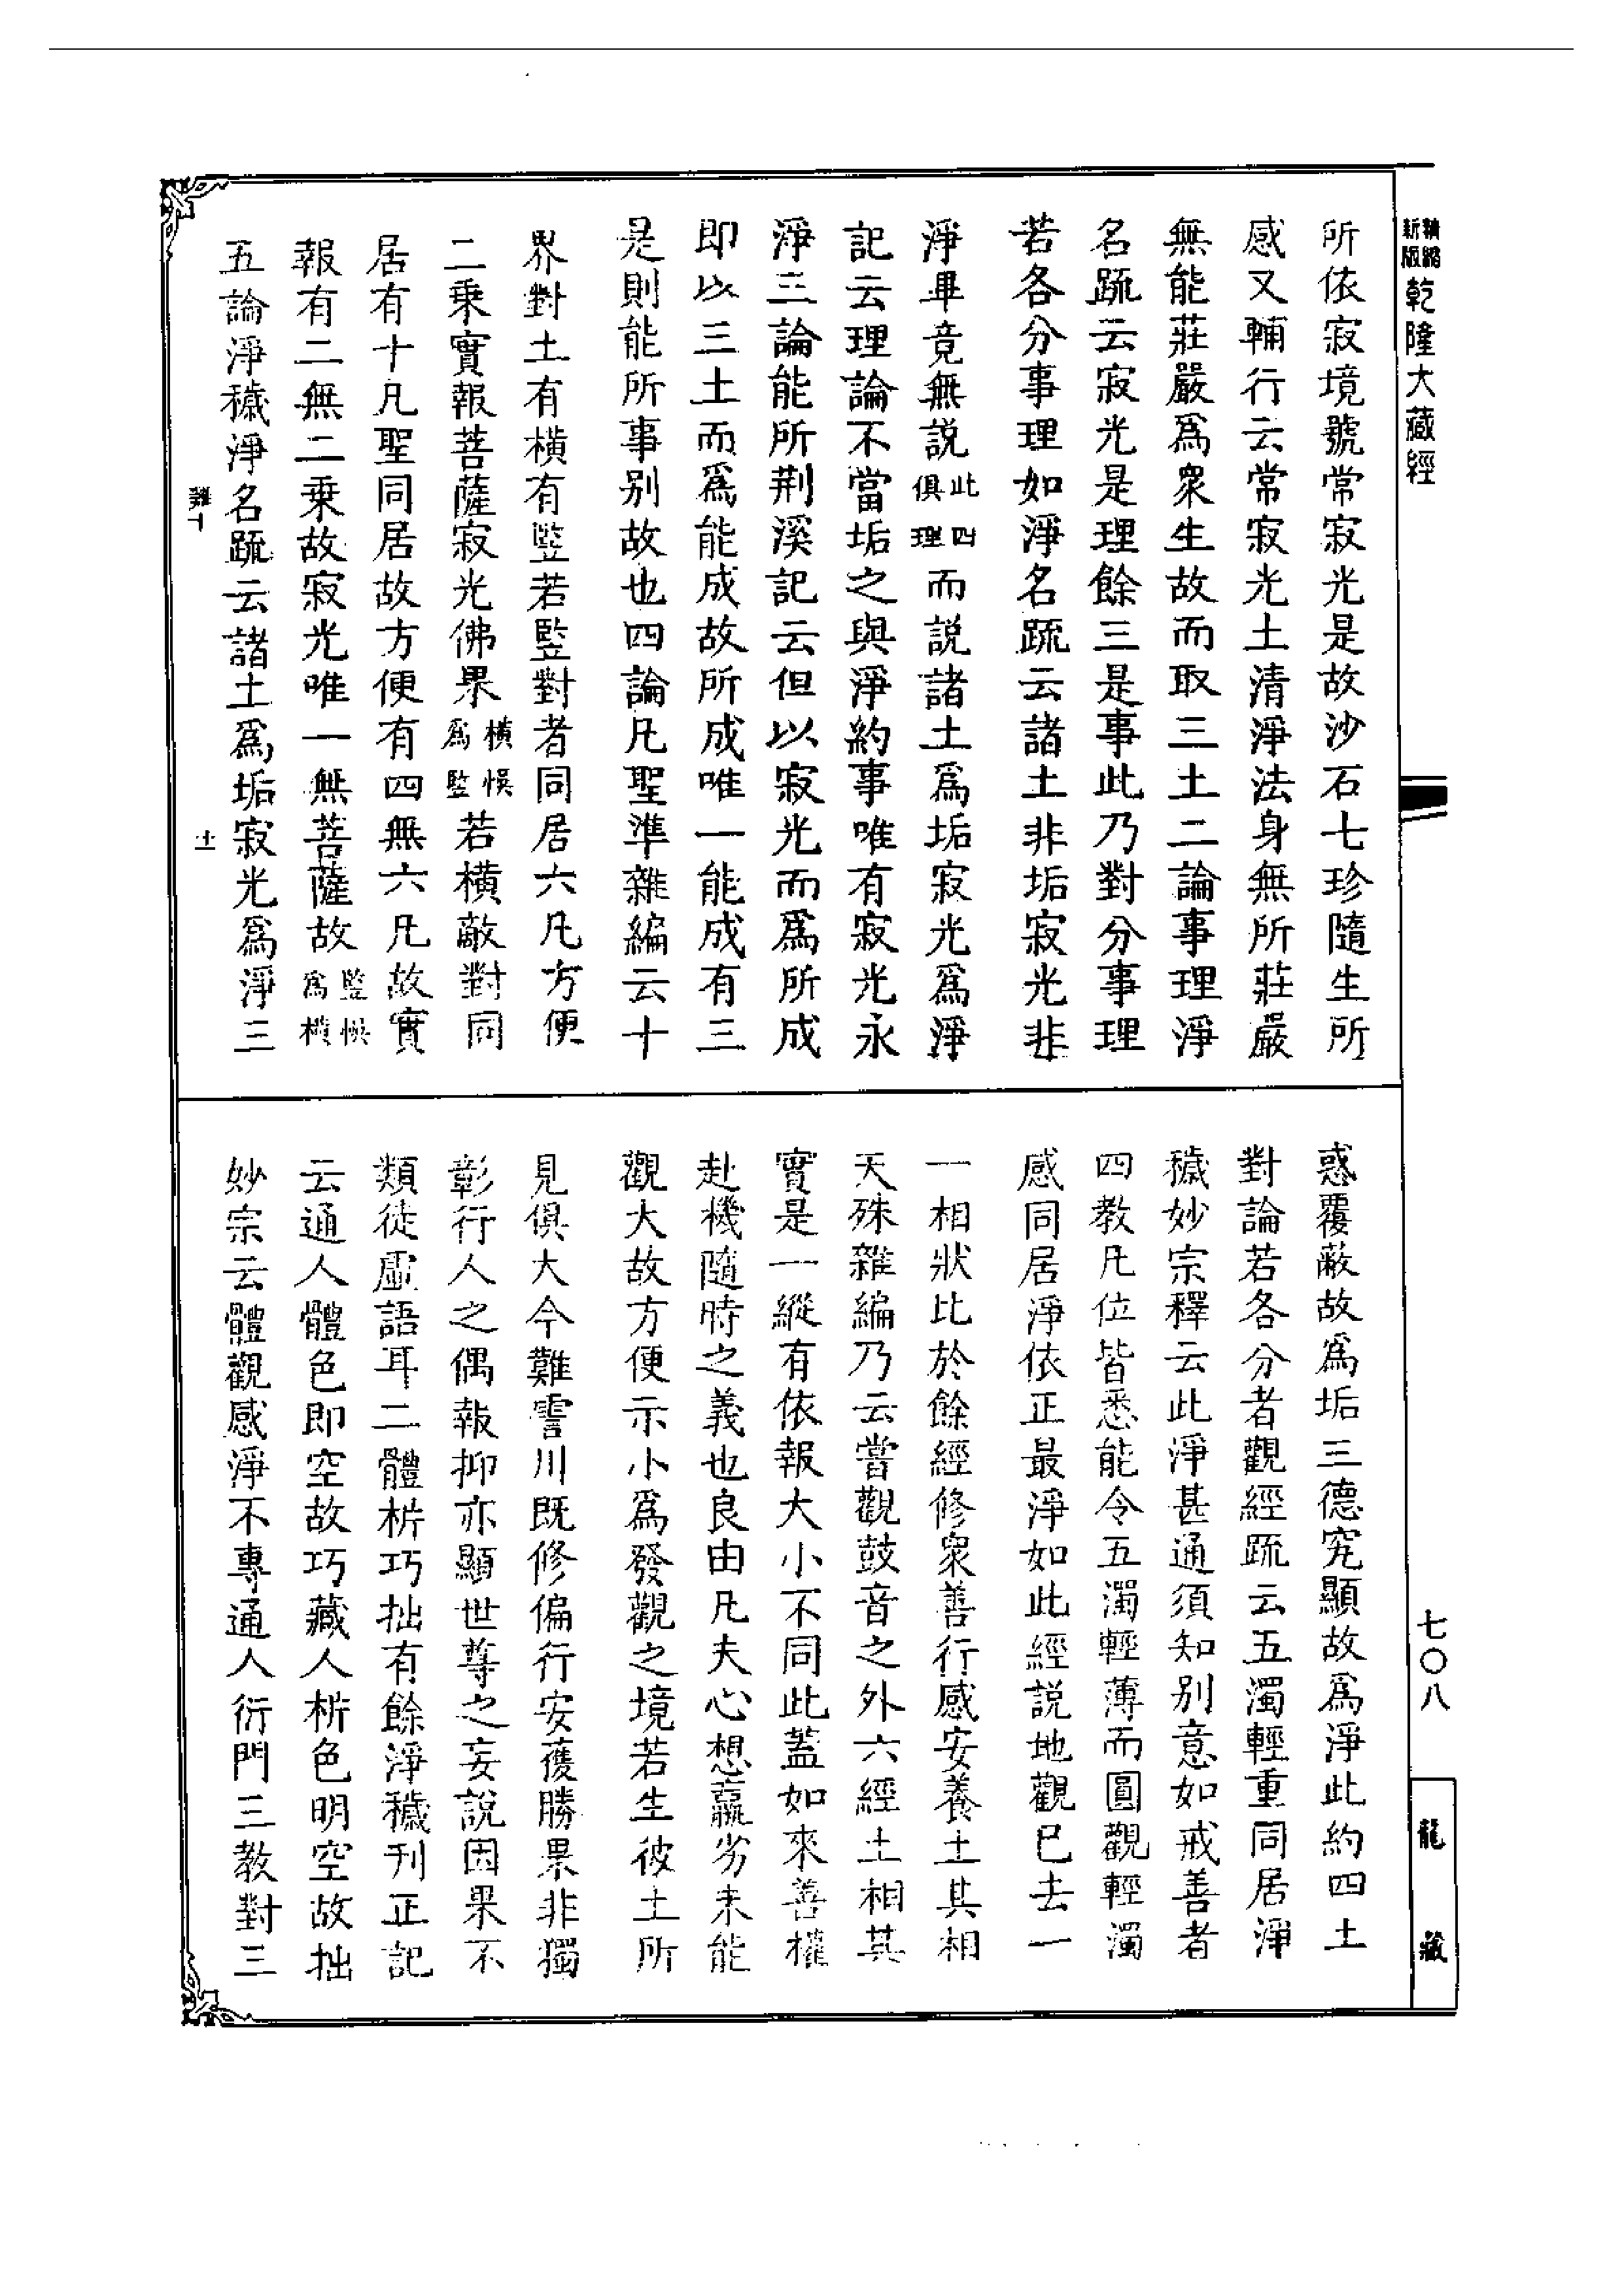 新版
精縮
乾隆大藏經
所依寂境號常寂光是故沙石七珍隨生所
感又輔行云常寂光土清淨法身無所莊嚴
無能莊嚴爲衆生故而取三土二論事理淨
名疏云寂光是理餘三是事此乃對分事理
若各分事理如淨名疏云諸土非垢寂光非
淨畢竟無說此四俱理而說諸土爲垢寂光爲淨
記云理論不當垢之與淨約事唯有寂光永
淨三論能所荆溪記云但以寂光而爲所成
即以三土而爲能成故所成唯一能成有三
是則能所事別故也四論凡聖準雜編云十
界對土有橫有竪若竪對者同居六凡方便
二乘實報菩薩寂光佛果橫悞爲竪若橫敵對同
居有十凡聖同居故方便有四無六凡故實
報有二無二乘故寂光唯一無菩薩故竪悞爲橫
五論淨穢淨名疏云諸土爲垢寂光爲淨三
難十
十一
惑覆蔽故爲垢三德究顯故爲淨此約四土
對論若各分者觀經疏云五濁輕重同居淨
穢妙宗釋云此淨甚通須知別意如戒善者
四教凡位皆悉能令五濁輕薄而圓觀輕濁
感同居淨依正最淨如此經說地觀已去一
一相狀比於餘經修衆善行感安養土其相
天殊雜編乃云嘗觀鼓音之外六經土相其
實是一縱有依報大小不同此蓋如來善權
赴機隨時之義也良由凡夫心想羸劣未能
觀大故方便示小爲發觀之境若生彼土所
見俱大今難霅川既修偏行安獲勝果非獨
彰行人之偶報抑亦顯世尊之妄說因果不
類徒虛語耳二體析巧拙有餘淨穢刋正記
云通人體色即空故巧藏人析色明空故拙
妙宗云體觀感淨不專通人衍門三教對三
七〇八
龍藏